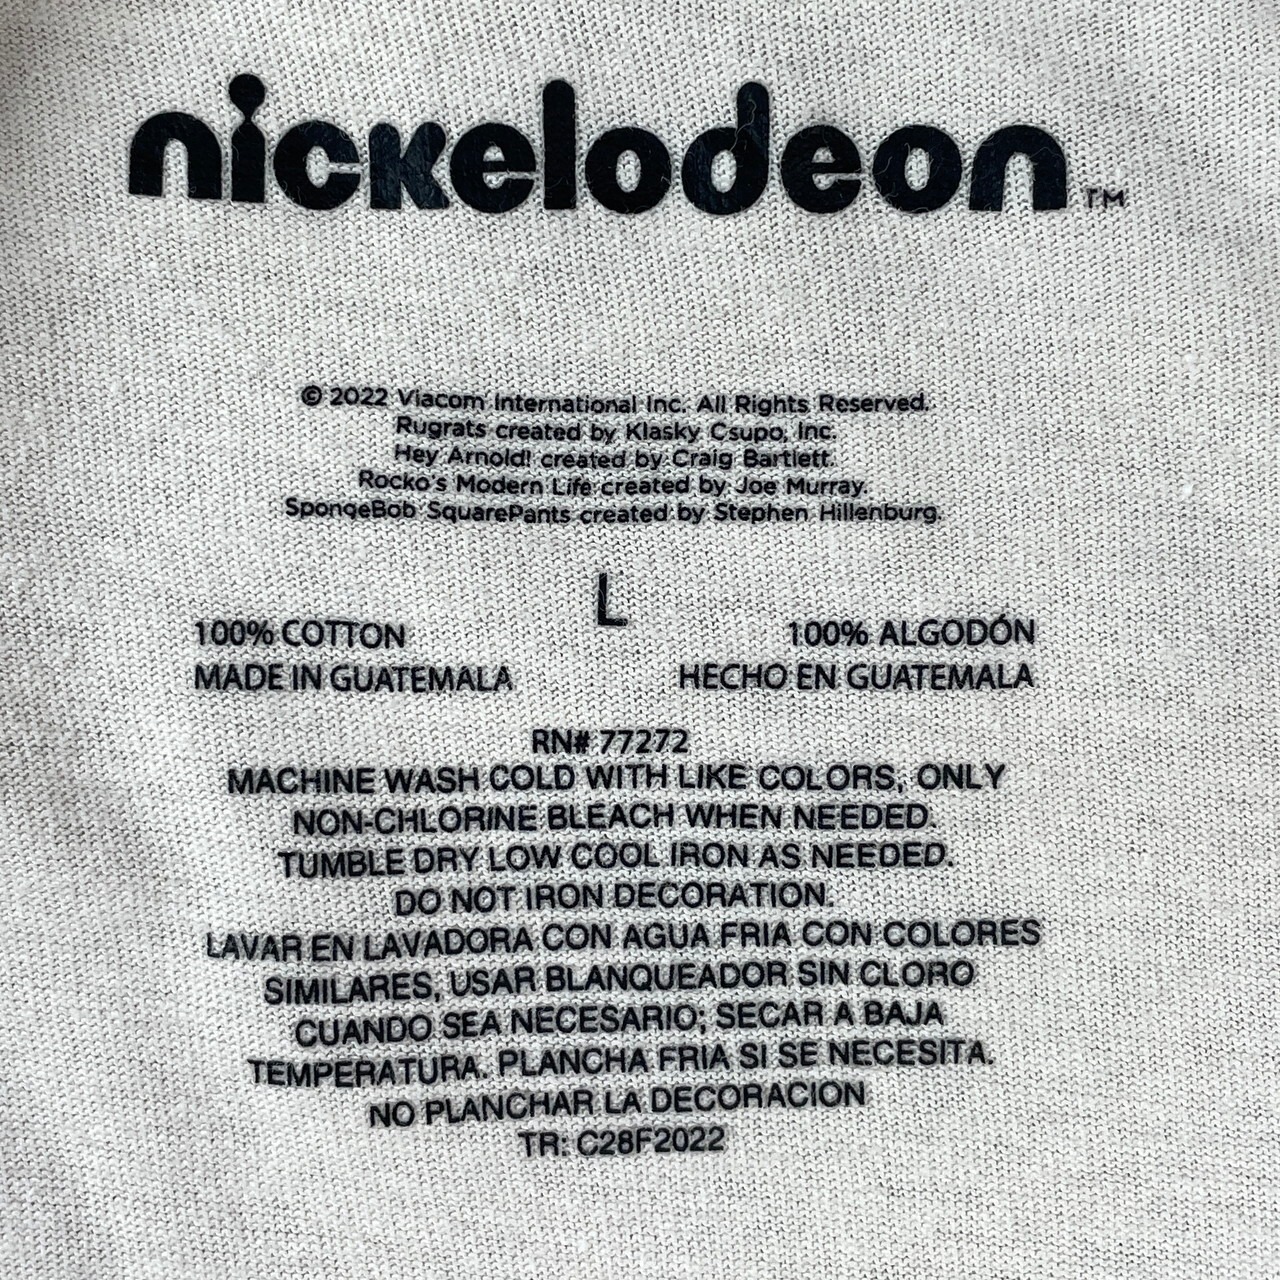 nickelodeon™
© 2022 Viacom International Inc. All Rights Reserved.
Rugrats created by Klasky Csupo, Inc.
Hey Arnold! created by Craig Bartlett.
Rocko's Modern Life created by Joe Murray.
SpongeBob SquarePants created by Stephen Hillenburg.
L
100% COTTON
100% ALGODÓN
MADE IN GUATEMALA
HECHO EN GUATEMALA
RN# 77272
MACHINE WASH COLD WITH LIKE COLORS, ONLY
NON-CHLORINE BLEACH WHEN NEEDED.
TUMBLE DRY LOW COOL IRON AS NEEDED.
DO NOT IRON DECORATION.
LAVAR EN LAVADORA CON AGUA FRIA CON COLORES
SIMILARES, USAR BLANQUEADOR SIN CLORO
CUANDO SEA NECESARIO; SECAR A BAJA
TEMPERATURA. PLANCHA FRIA SI SE NECESITA.
NO PLANCHAR LA DECORACION
TR: C28F2022